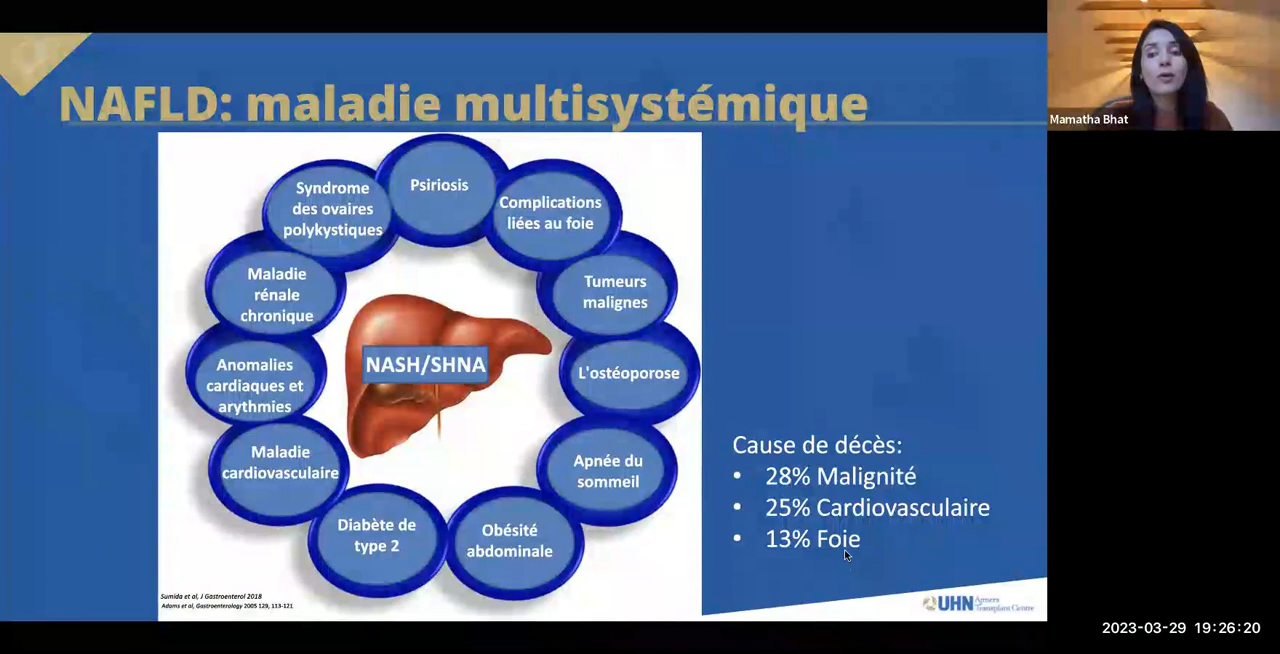 NAFLD: maladie multisystémique
Mamatha Bhat
Psiriosis
Syndrome
des ovaires
polykystiques
Complications
liées au foie
Maladie
rénale
chronique
Tumeurs
malignes
Anomalies
cardiaques et
arythmies
NASH/SHNA
L'ostéoporose
Maladie
cardiovasculaire
Apnée du
sommeil
Diabète de
type 2
Obésité
abdominale
Cause de décès:
• 28% Malignité
• 25% Cardiovasculaire
• 13% Foie
Sumida et al, J Gastroenterol 2018
Adams et al, Gastroenterology 2005 129, 113-121
UHN Ajmera
Transplant Centre
2023-03-29 19:26:20